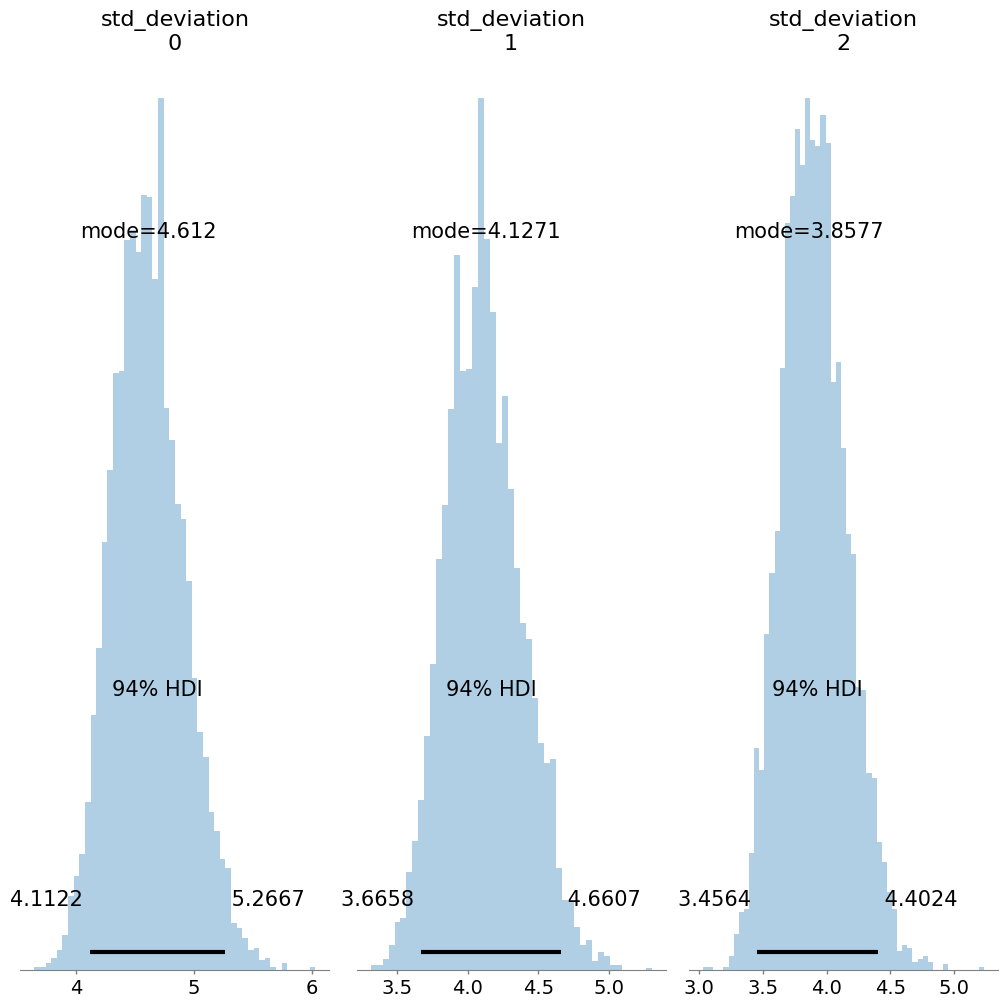 std_deviation
0
std_deviation
1
std_deviation
2
mode=4.612
mode=4.1271
mode=3.8577
94% HDI
94% HDI
94% HDI
4.1122
5.2667
3.6658
4.6607
3.4564
4.4024
4
5
6
3.5
4.0
4.5
5.0
3.0
3.5
4.0
4.5
5.0